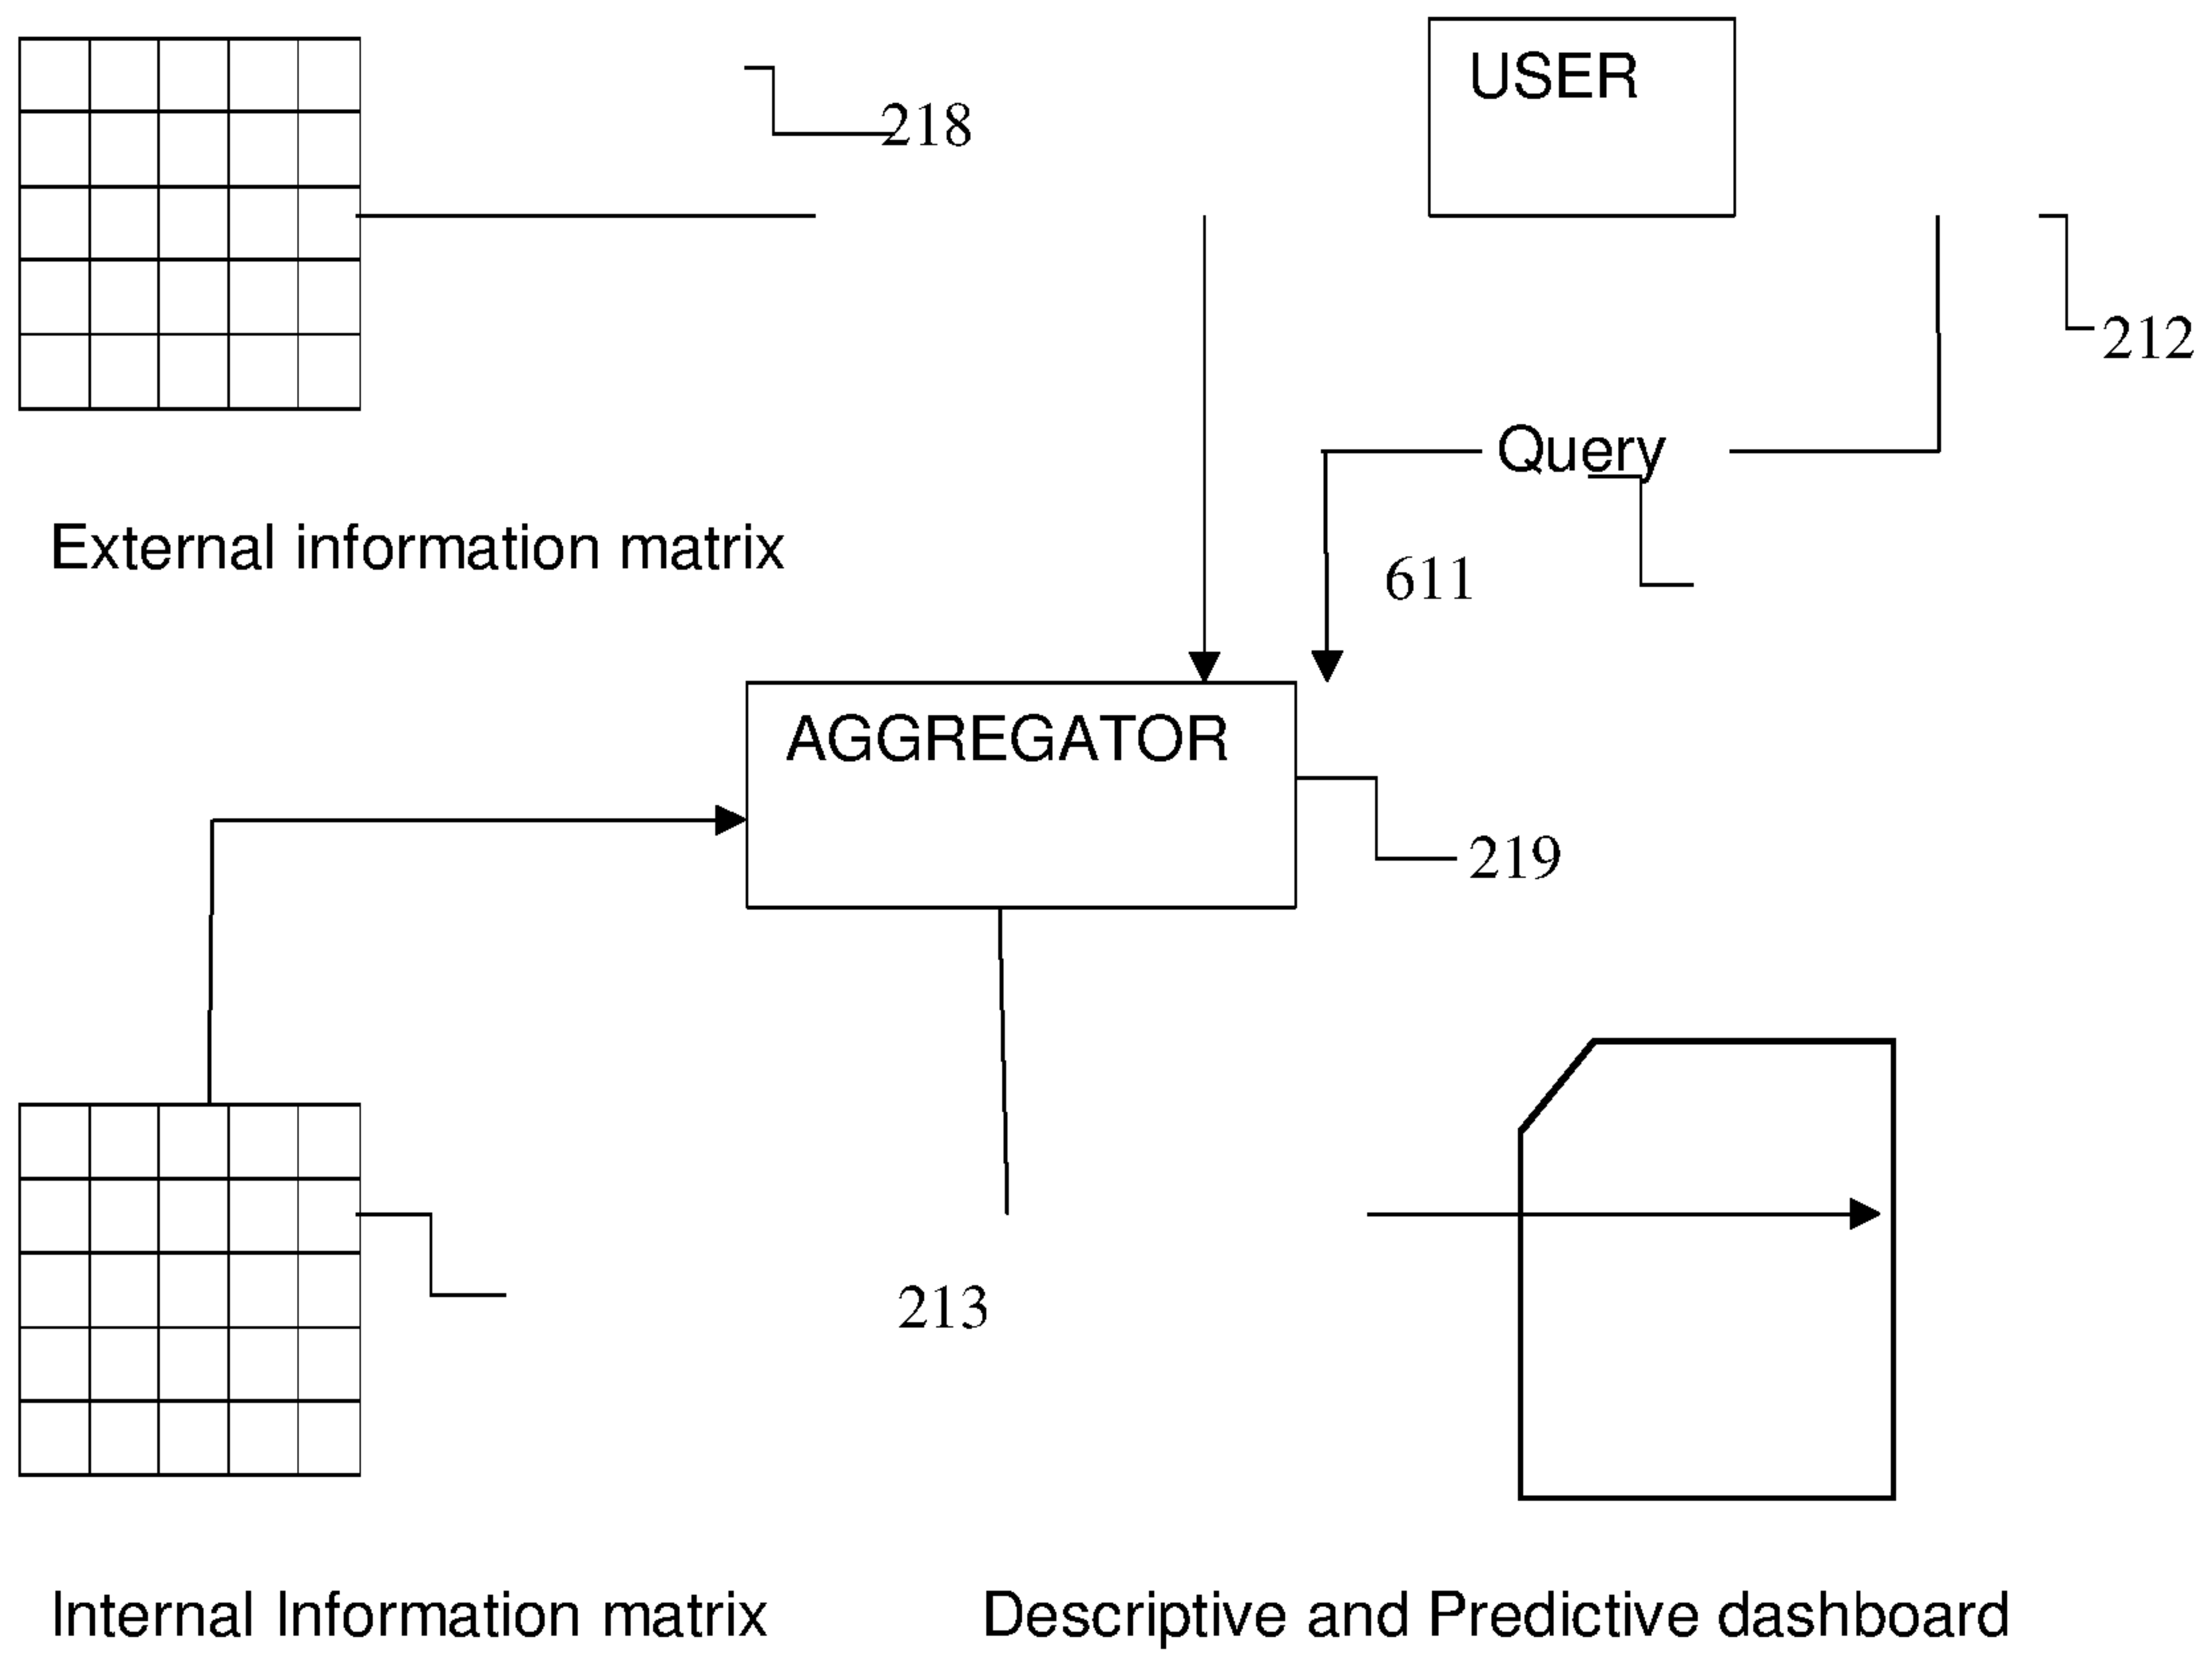 USER
218
212
Query
External information matrix
611
AGGREGATOR
219
213
Internal Information matrix
Descriptive and Predictive dashboard